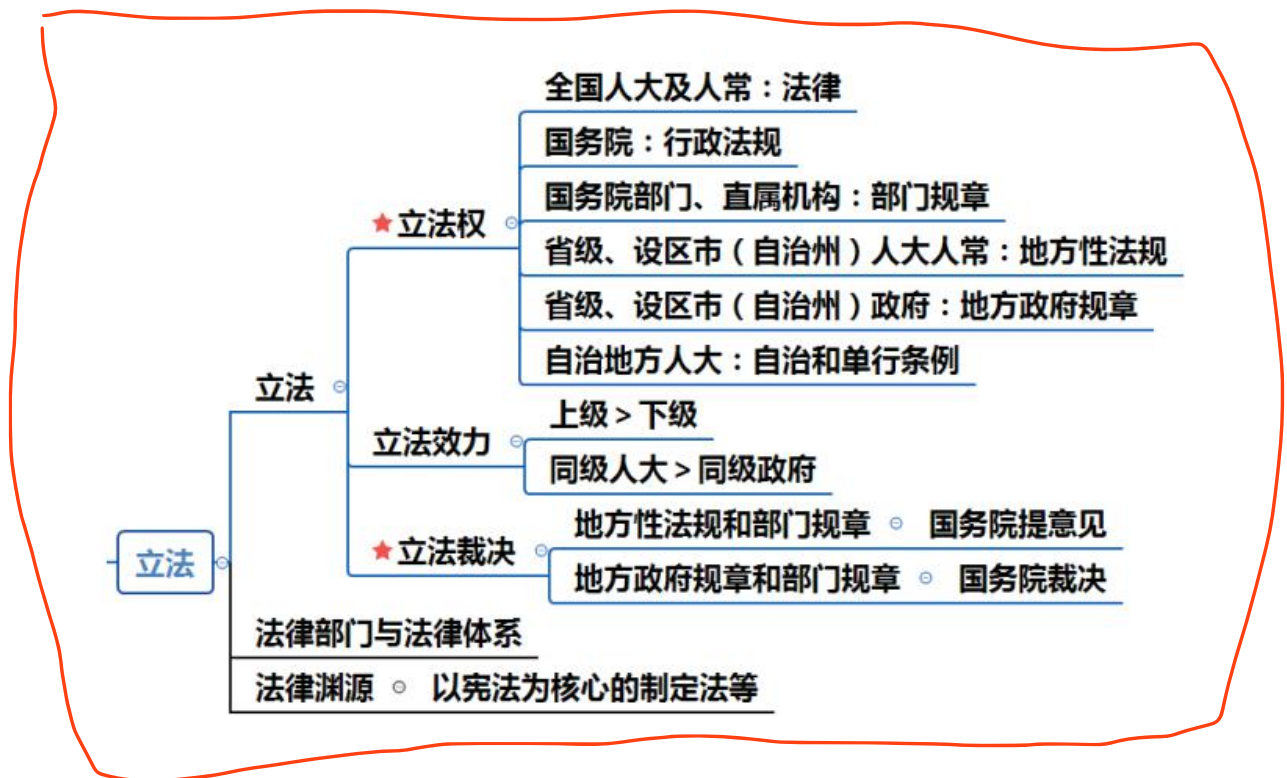 全国人大及人常：法律
国务院：行政法规
国务院部门、直属机构：部门规章
★立法权
省级、设区市（自治州）人大人常：地方性法规
省级、设区市（自治州）政府：地方政府规章
自治地方人大：自治和单行条例
立法
上级 > 下级
立法效力
同级人大 > 同级政府
地方性法规和部门规章
国务院提意见
★立法裁决
地方政府规章和部门规章
国务院裁决
立法
法律部门与法律体系
法律渊源
以宪法为核心的制定法等